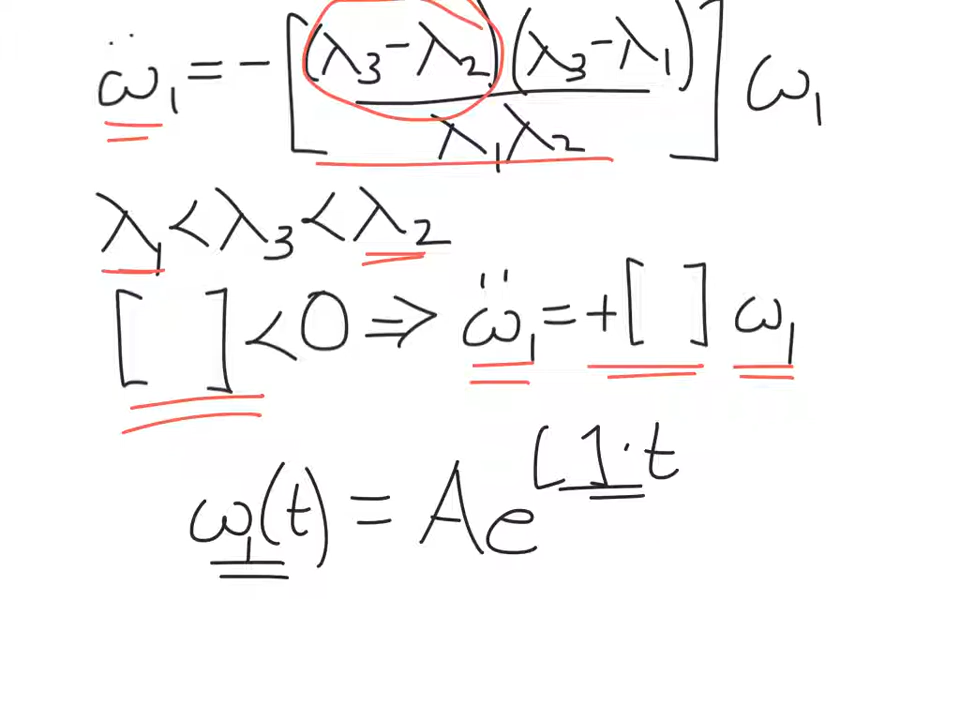 ω̈₁ = - [(λ₃-λ₂)(λ₃-λ₁) / λ₁λ₂] ω₁
λ₁ < λ₃ < λ₂
[ ] < 0 ⇒ ω̈₁ = +[ ] ω₁
ω₁(t) = Ae^([ ]·t)